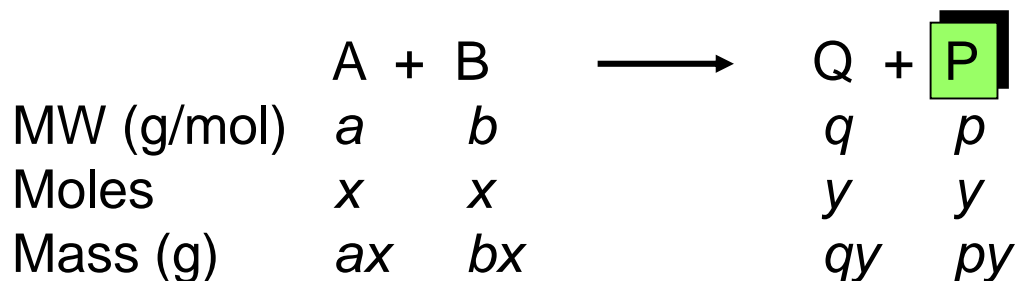 A + B ⟶ Q + P
MW (g/mol) a b q p
Moles x x y y
Mass (g) ax bx qy py